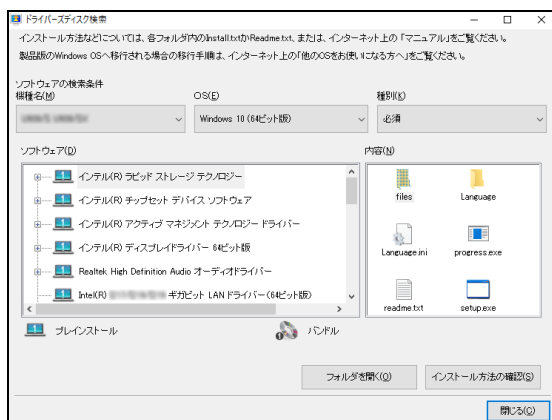 ドライバーズディスク検索
インストール方法などについては、各フォルダ内のInstall.txtかReadme.txt、または、インターネット上の「マニュアル」をご覧ください。
製品版のWindows OSへ移行される場合の移行手順は、インターネット上の「他のOSをお使いになる方へ」をご覧ください。
ソフトウェアの検索条件
機種名(M) OS(E) 種別(K)
Windows 10 (64ビット版) 必須
ソフトウェア(D) 内容(N)
インテル(R) ラピッド ストレージ テクノロジー
インテル(R) チップセット デバイス ソフトウェア
インテル(R) アクティブ マネジメント テクノロジー ドライバー
インテル(R) ディスプレイドライバー 64ビット版
Realtek High Definition Audio オーディオドライバー
Intel(R) ギガビット LAN ドライバー (64ビット版)
files Language
Language.ini progress.exe
readme.txt setup.exe
プレインストール バンドル
フォルダを開く(O) インストール方法の確認(S)
閉じる(C)